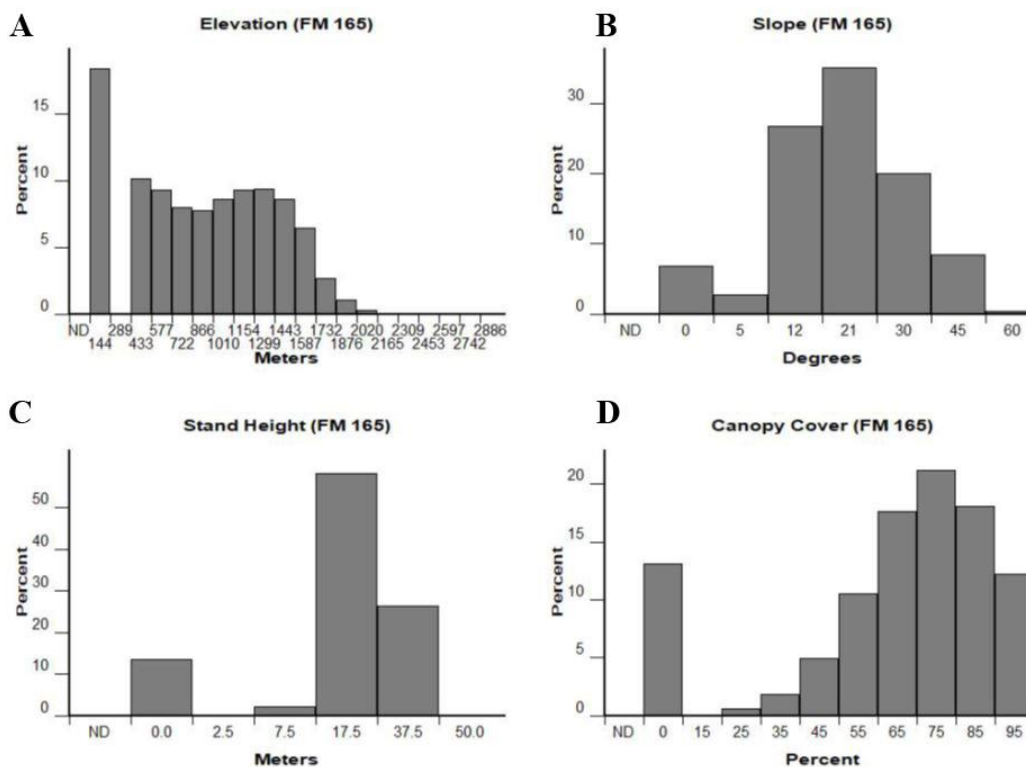 A
Elevation (FM 165)
Percent
15
10
5
0
ND 289 577 866 1154 1443 1732 2020 2309 2597 2886
144 433 722 1010 1299 1587 1876 2165 2453 2742
Meters
B
Slope (FM 165)
Percent
30
20
10
0
ND 0 5 12 21 30 45 60
Degrees
C
Stand Height (FM 165)
Percent
50
40
30
20
10
0
ND 0.0 2.5 7.5 17.5 37.5 50.0
Meters
D
Canopy Cover (FM 165)
Percent
20
15
10
5
0
ND 0 15 25 35 45 55 65 75 85 95
Percent